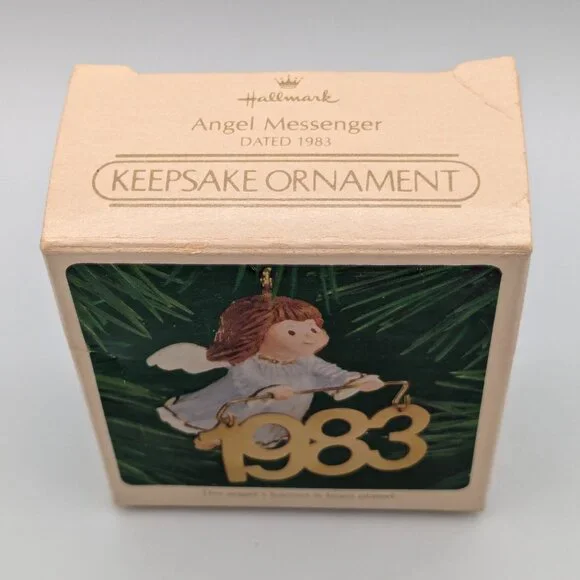 Hallmark
Angel Messenger
DATED 1983
KEEPSAKE ORNAMENT
1983